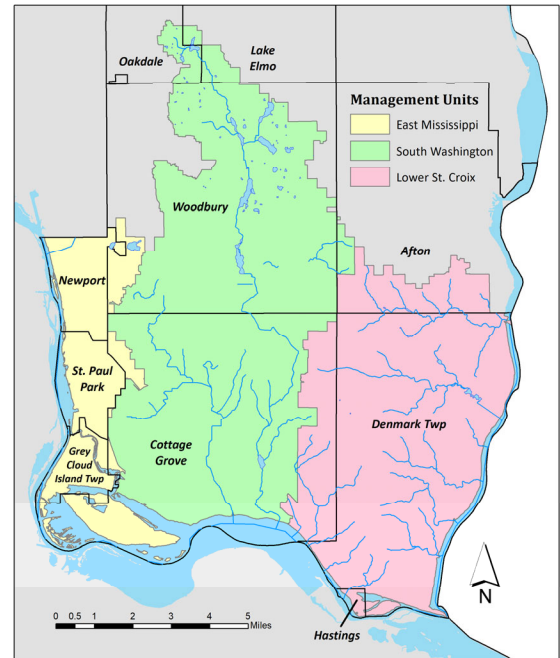 Oakdale
Lake
Elmo
Management Units
East Mississippi
South Washington
Lower St. Croix
Woodbury
Afton
Newport
St. Paul
Park
Denmark Twp
Cottage
Grove
Grey
Cloud
Island Twp
N
0 0.5 1 2 3 4 5
Miles
Hastings